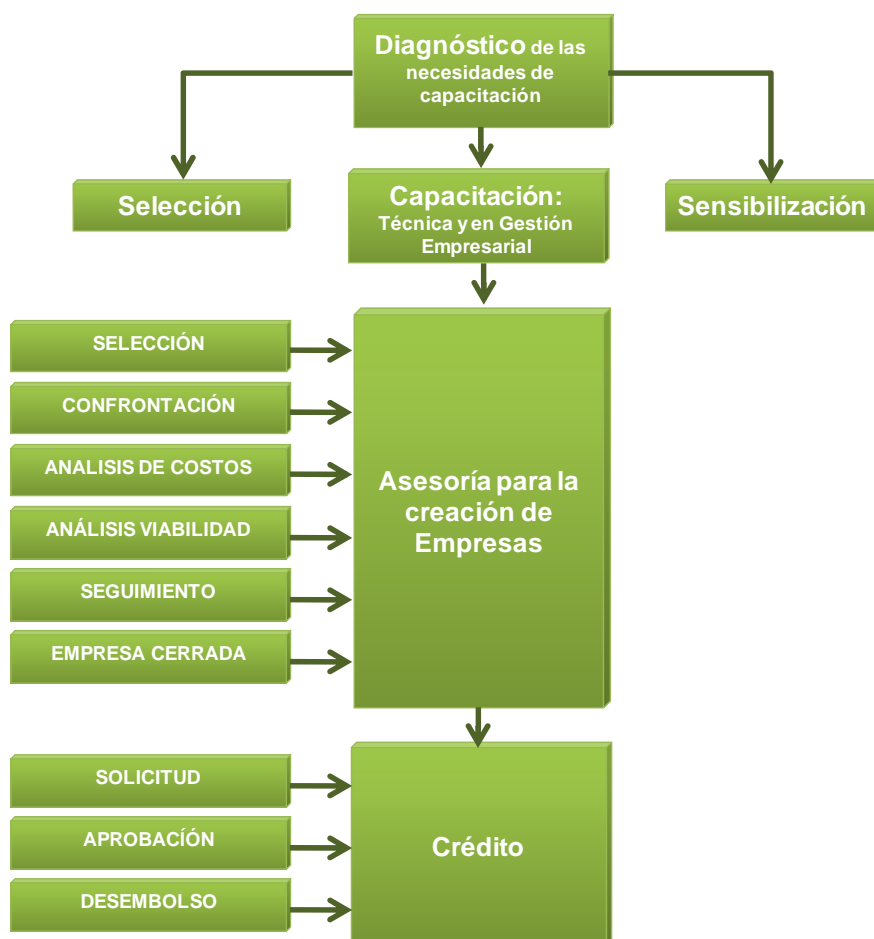 Diagnóstico de las
necesidades de
capacitación
Selección
Capacitación:
Técnica y en Gestión
Empresarial
Sensibilización
SELECCIÓN
CONFRONTACIÓN
ANALISIS DE COSTOS
ANÁLISIS VIABILIDAD
SEGUIMIENTO
EMPRESA CERRADA
Asesoría para la
creación de
Empresas
SOLICITUD
APROBACÍÓN
DESEMBOLSO
Crédito